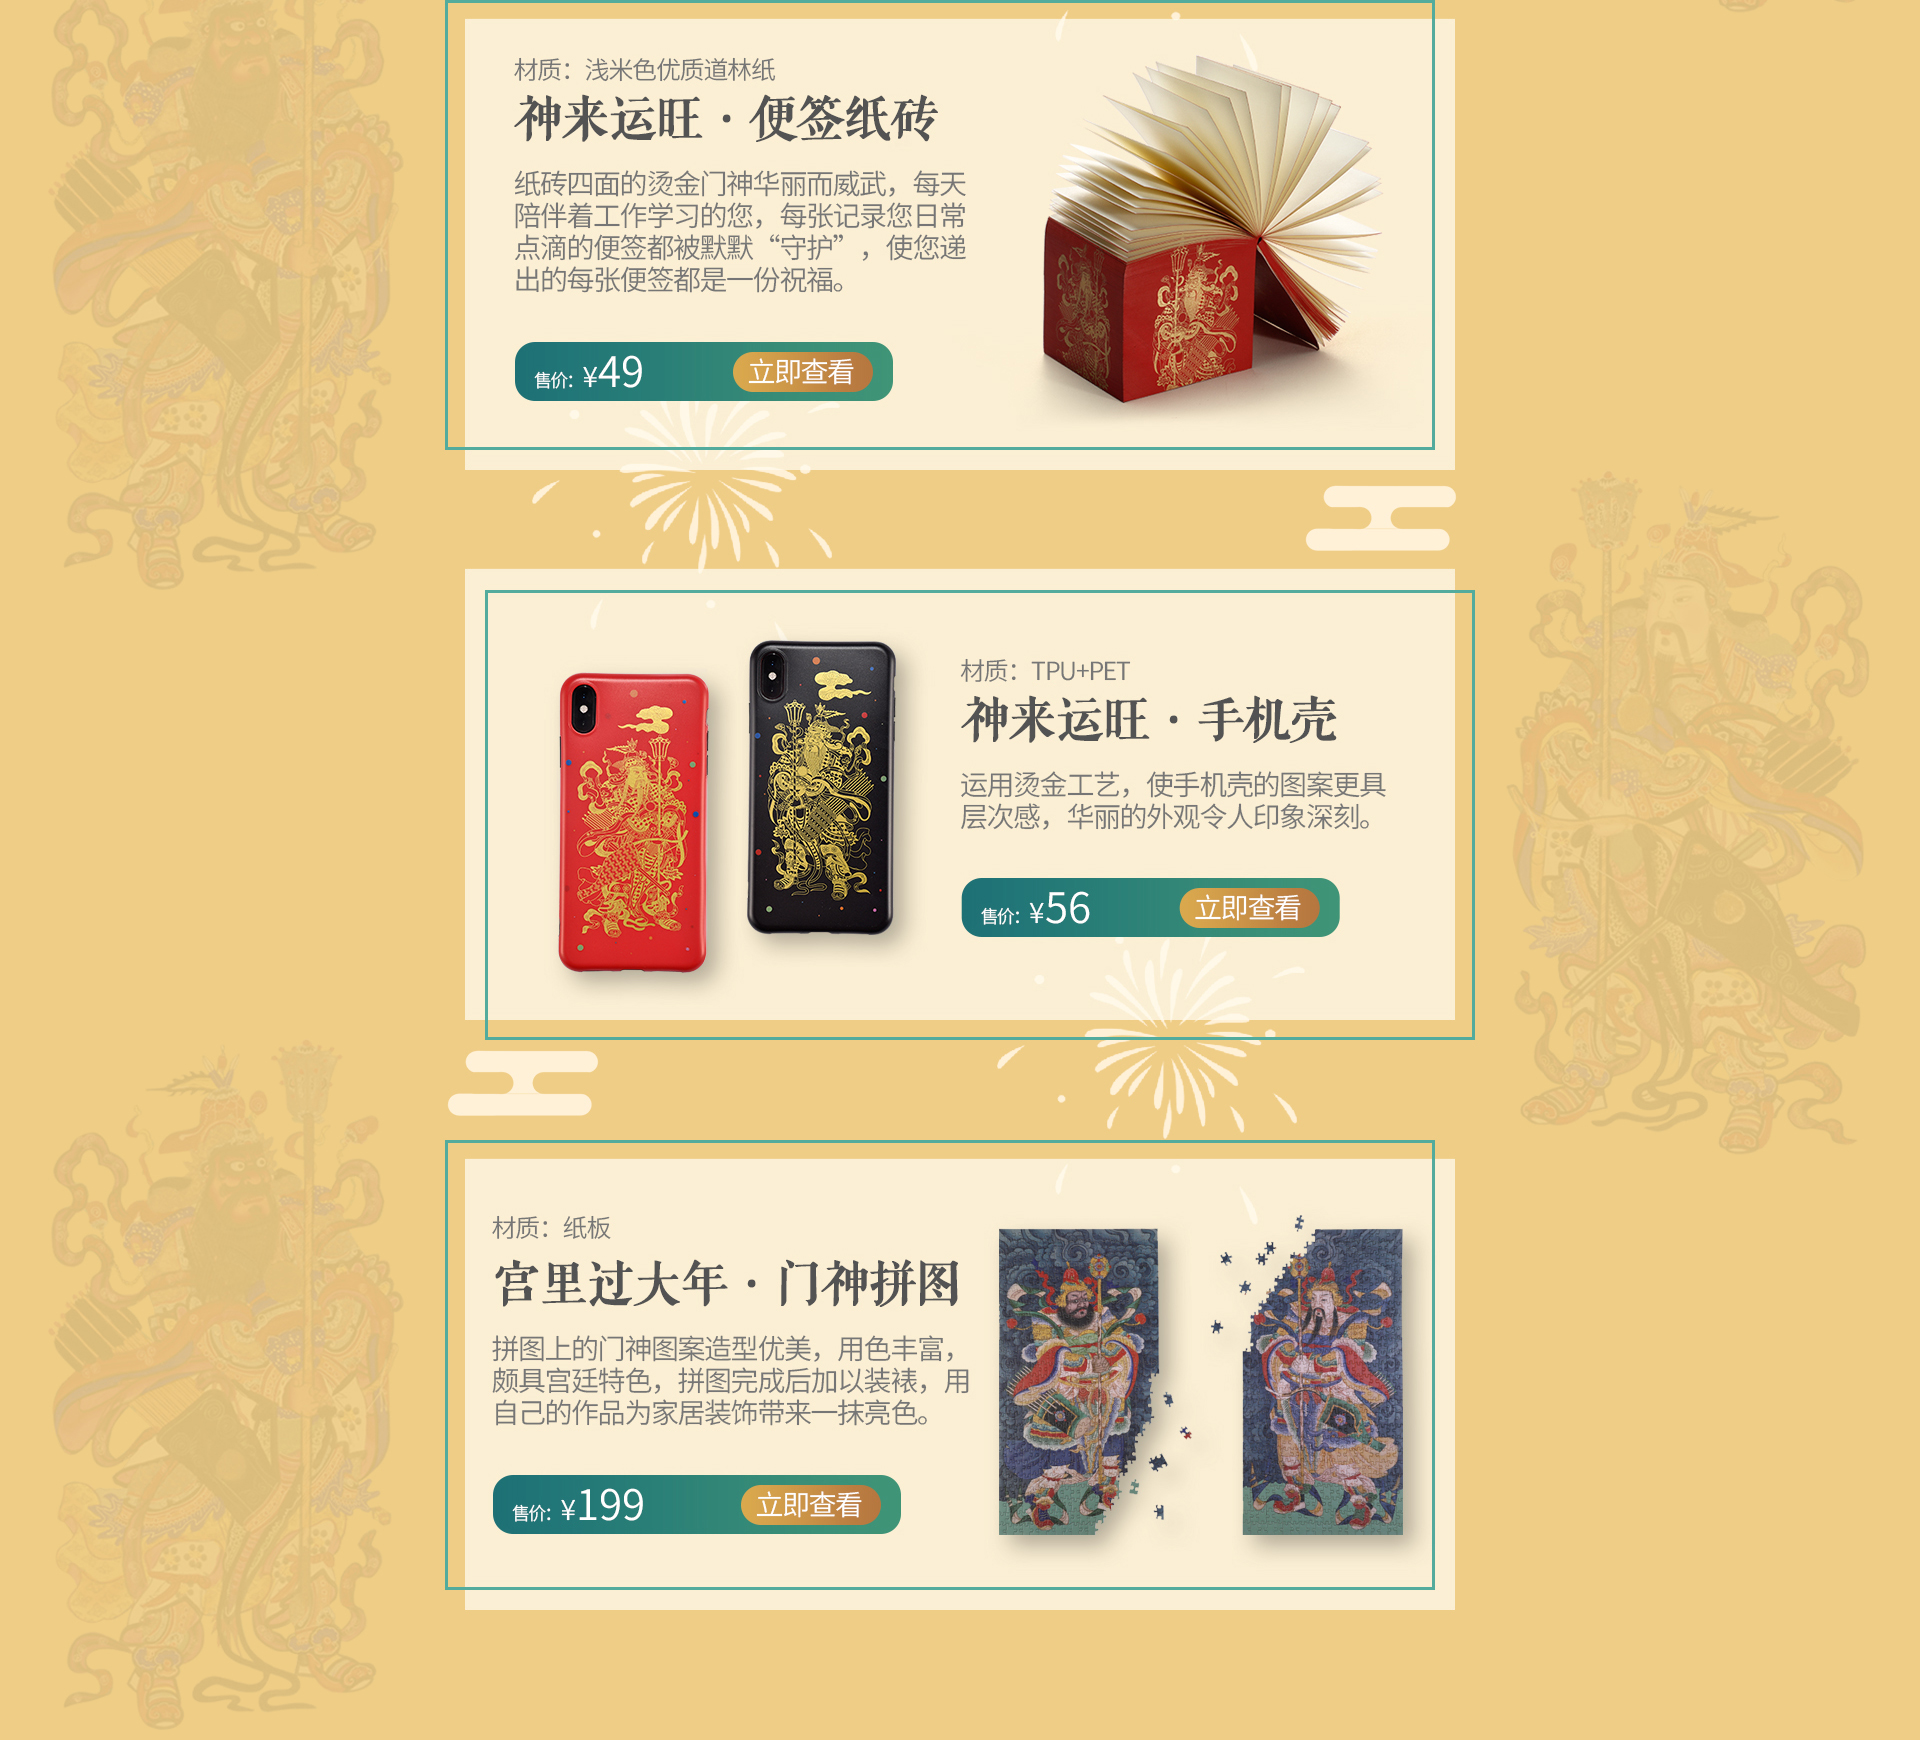 材质：浅米色优质道林纸
神来运旺·便签纸砖
纸砖四面的烫金门神华丽而威武，每天
陪伴着工作学习的您，每张记录您日常
点滴的便签都被默默“守护”，使您递
出的每张便签都是一份祝福。
售价: ¥49 立即查看
材质：TPU+PET
神来运旺·手机壳
运用烫金工艺，使手机壳的图案更具
层次感，华丽的外观令人印象深刻。
售价: ¥56 立即查看
材质：纸板
宫里过大年·门神拼图
拼图上的门神图案造型优美，用色丰富，
颇具宫廷特色，拼图完成后加以装裱，用
自己的作品为家居装饰带来一抹亮色。
售价: ¥199 立即查看